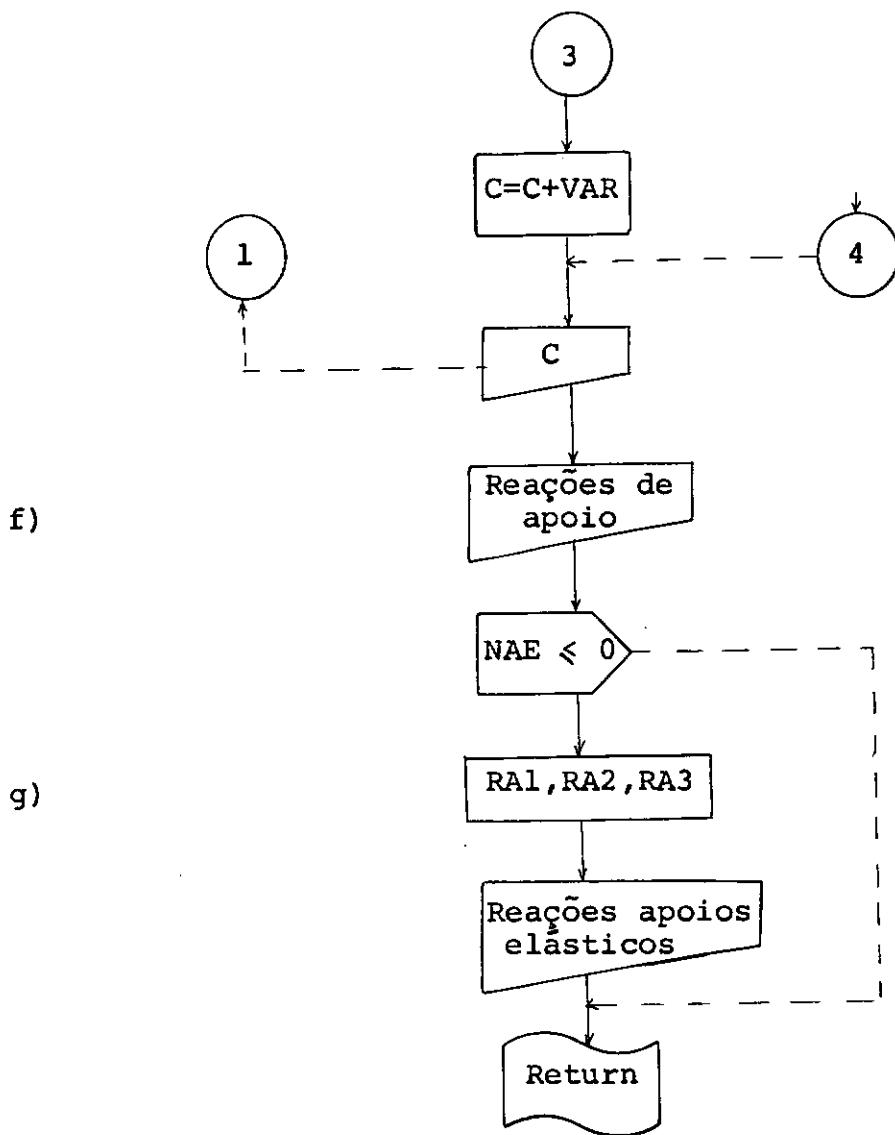 3
C=C+VAR
1
4
C
f)
Reações de
apoio
NAE ⩽ 0
g)
RA1,RA2,RA3
Reações apoios
elásticos
Return